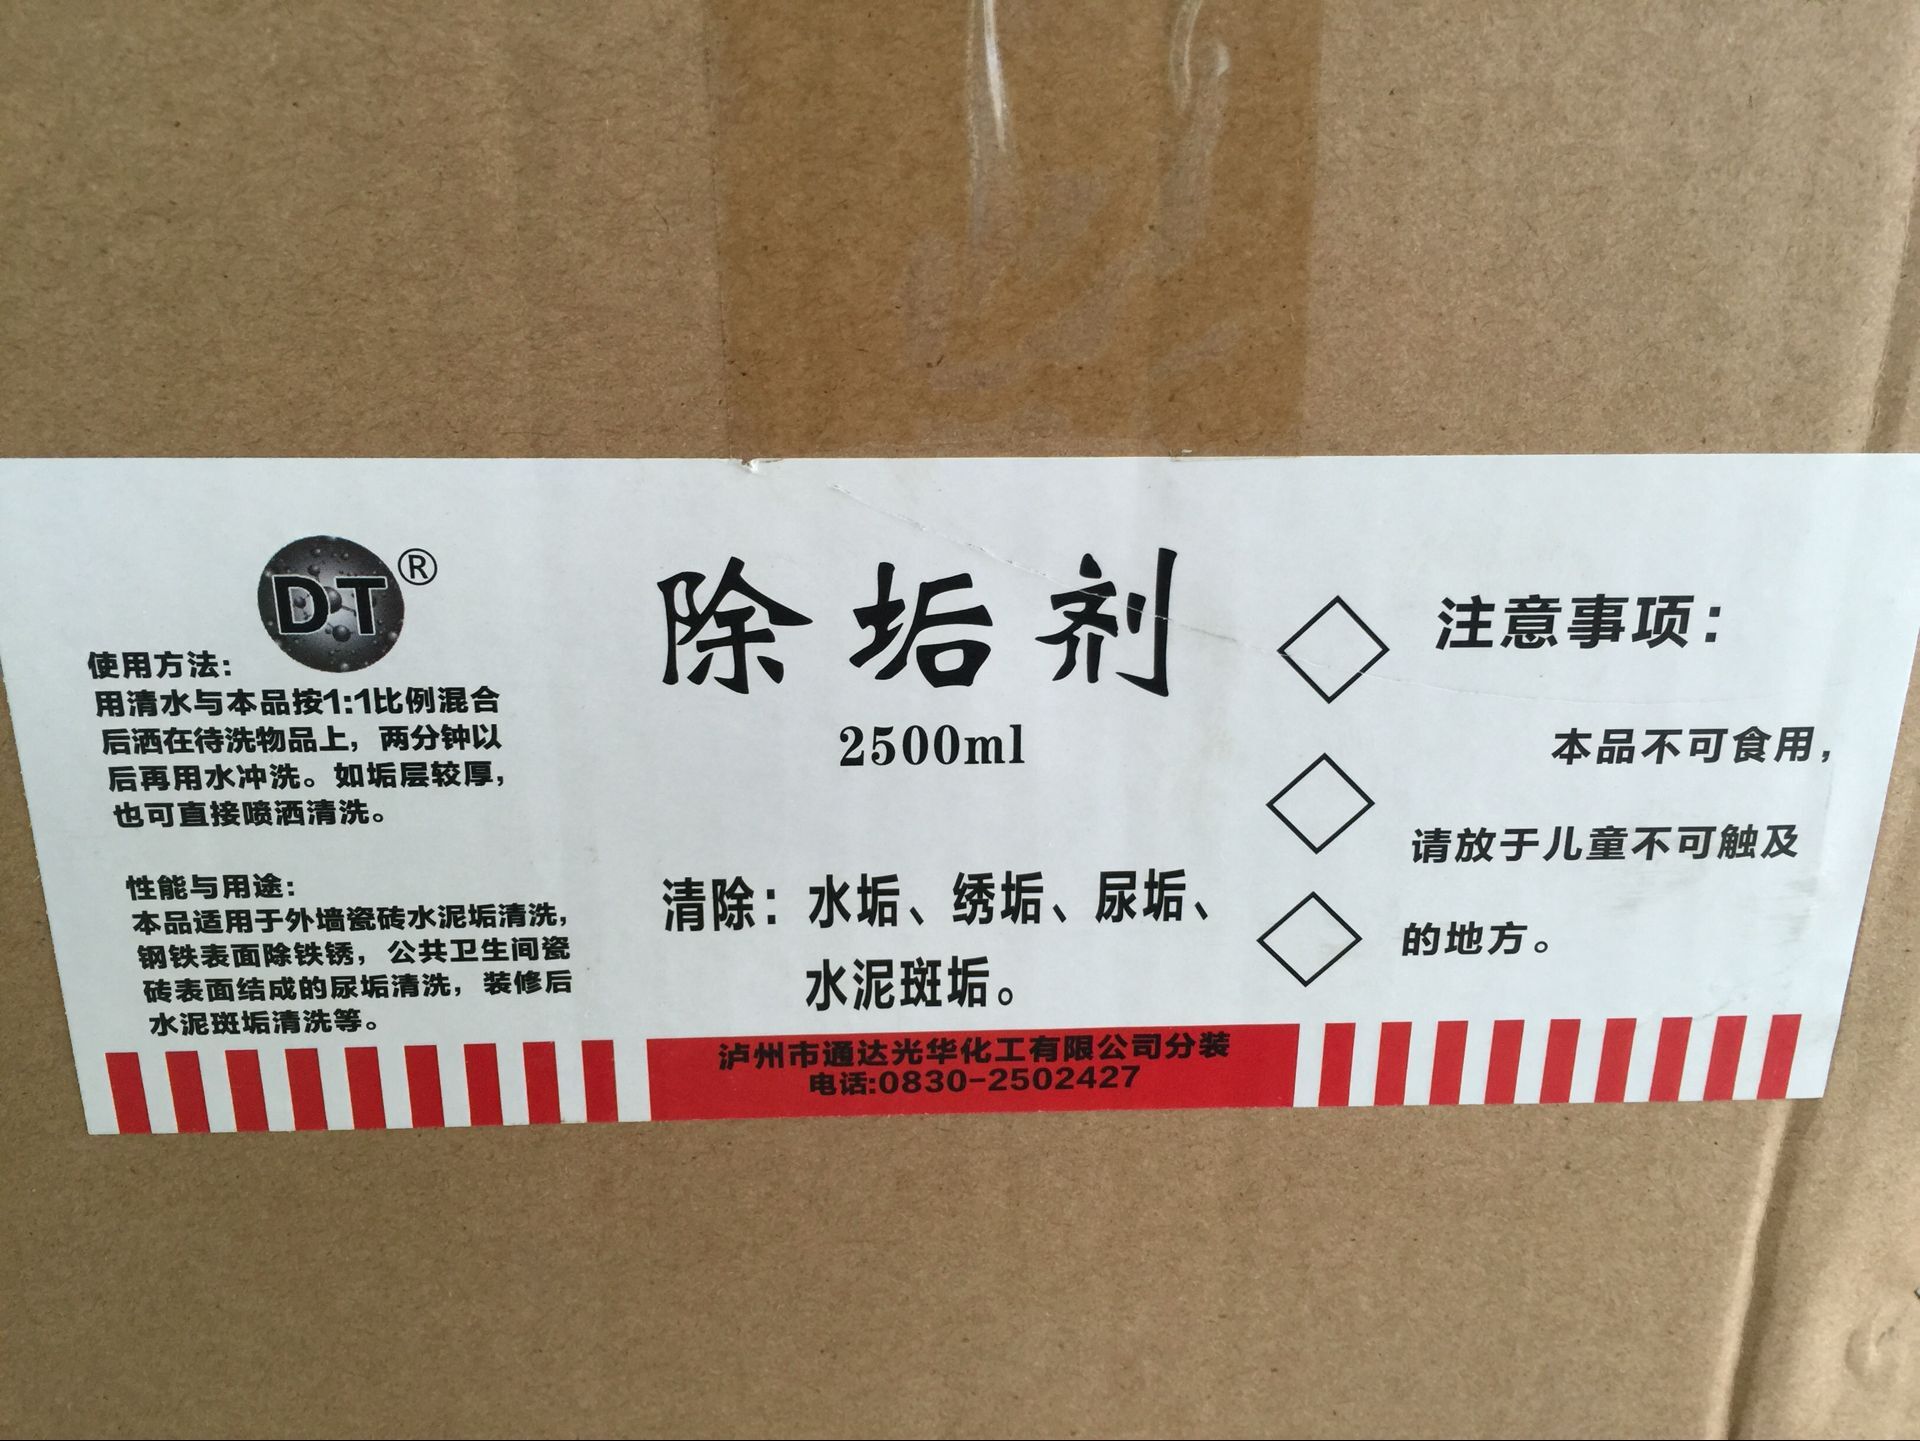 DT®
使用方法：
用清水与本品按1:1比例混合
后洒在待洗物品上，两分钟以
后再用水冲洗。如垢层较厚，
也可直接喷洒清洗。
性能与用途：
本品适用于外墙瓷砖水泥垢清洗，
钢铁表面除铁锈，公共卫生间瓷
砖表面结成的尿垢清洗，装修后
水泥斑垢清洗等。
除垢剂
2500ml
清除：水垢、绣垢、尿垢、
水泥斑垢。
泸州市通达光华化工有限公司分装
电话:0830-2502427
注意事项：
本品不可食用，
请放于儿童不可触及
的地方。